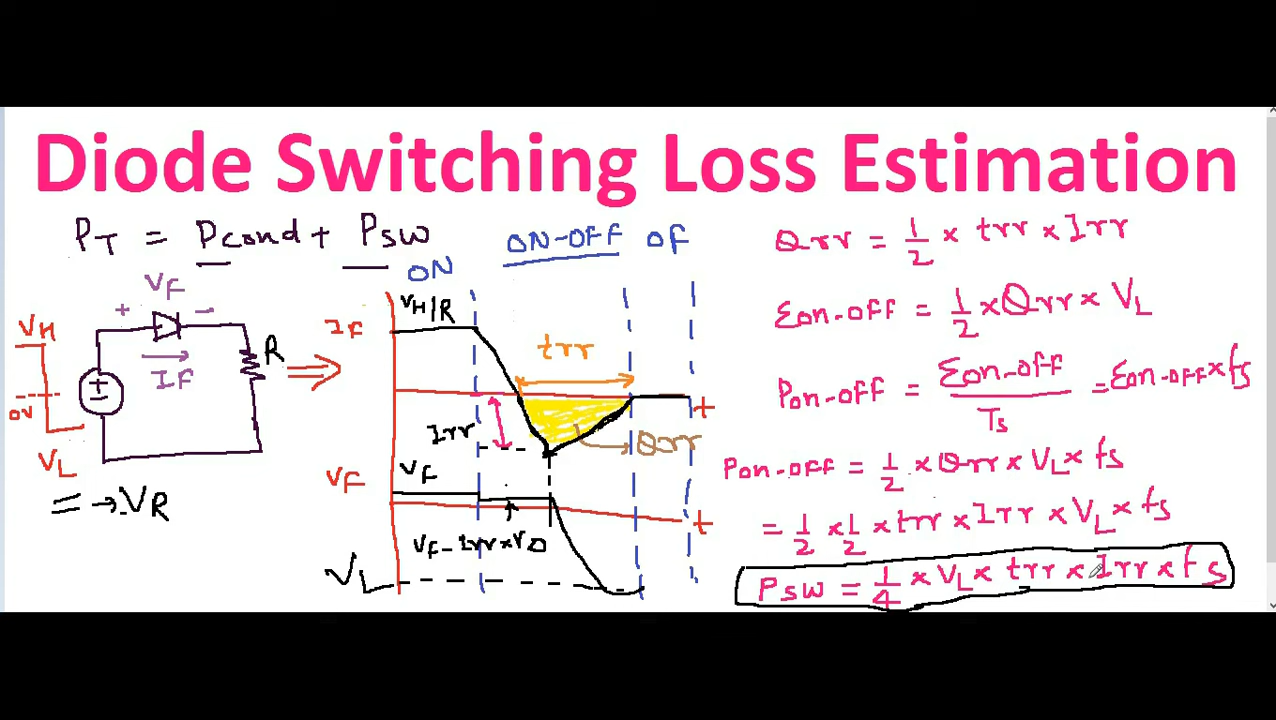 Diode Switching Loss Estimation
PT = Pcond + Psw
ON-OFF OF
ON
VF
+ -
VH
0V
VL
+
-
IF
R
⇒
= → VR
IF
VH/R
trr
Irr
Qrr
t
VF
VF
VF-Irr×rD
t
VL
Qrr = 1/2 × trr × Irr
Eon-off = 1/2 × Qrr × VL
Pon-off = Eon-off/Ts = Eon-off × fs
Pon-off = 1/2 × Qrr × VL × fs
= 1/2 × 1/2 × trr × Irr × VL × fs
Psw = 1/4 × VL × trr × Irr × fs